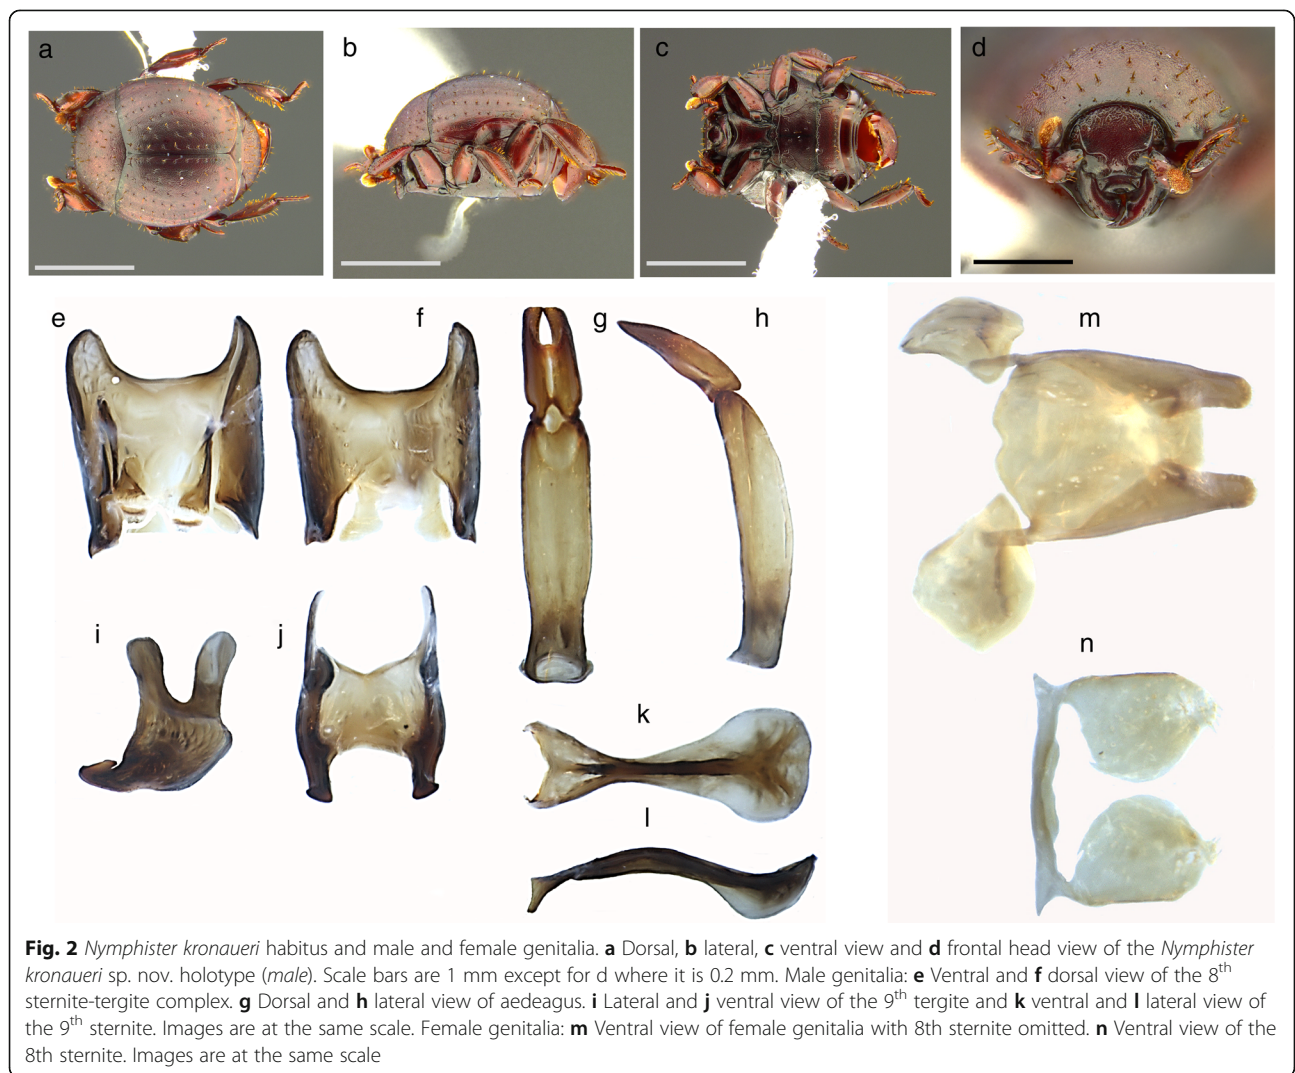 a
b
c
d
e
f
g
h
m
i
j
k
n
l
Fig. 2 Nymphister kronaueri habitus and male and female genitalia. a Dorsal, b lateral, c ventral view and d frontal head view of the Nymphister
kronaueri sp. nov. holotype (male). Scale bars are 1 mm except for d where it is 0.2 mm. Male genitalia: e Ventral and f dorsal view of the 8th
sternite-tergite complex. g Dorsal and h lateral view of aedeagus. i Lateral and j ventral view of the 9th tergite and k ventral and l lateral view of
the 9th sternite. Images are at the same scale. Female genitalia: m Ventral view of female genitalia with 8th sternite omitted. n Ventral view of the
8th sternite. Images are at the same scale